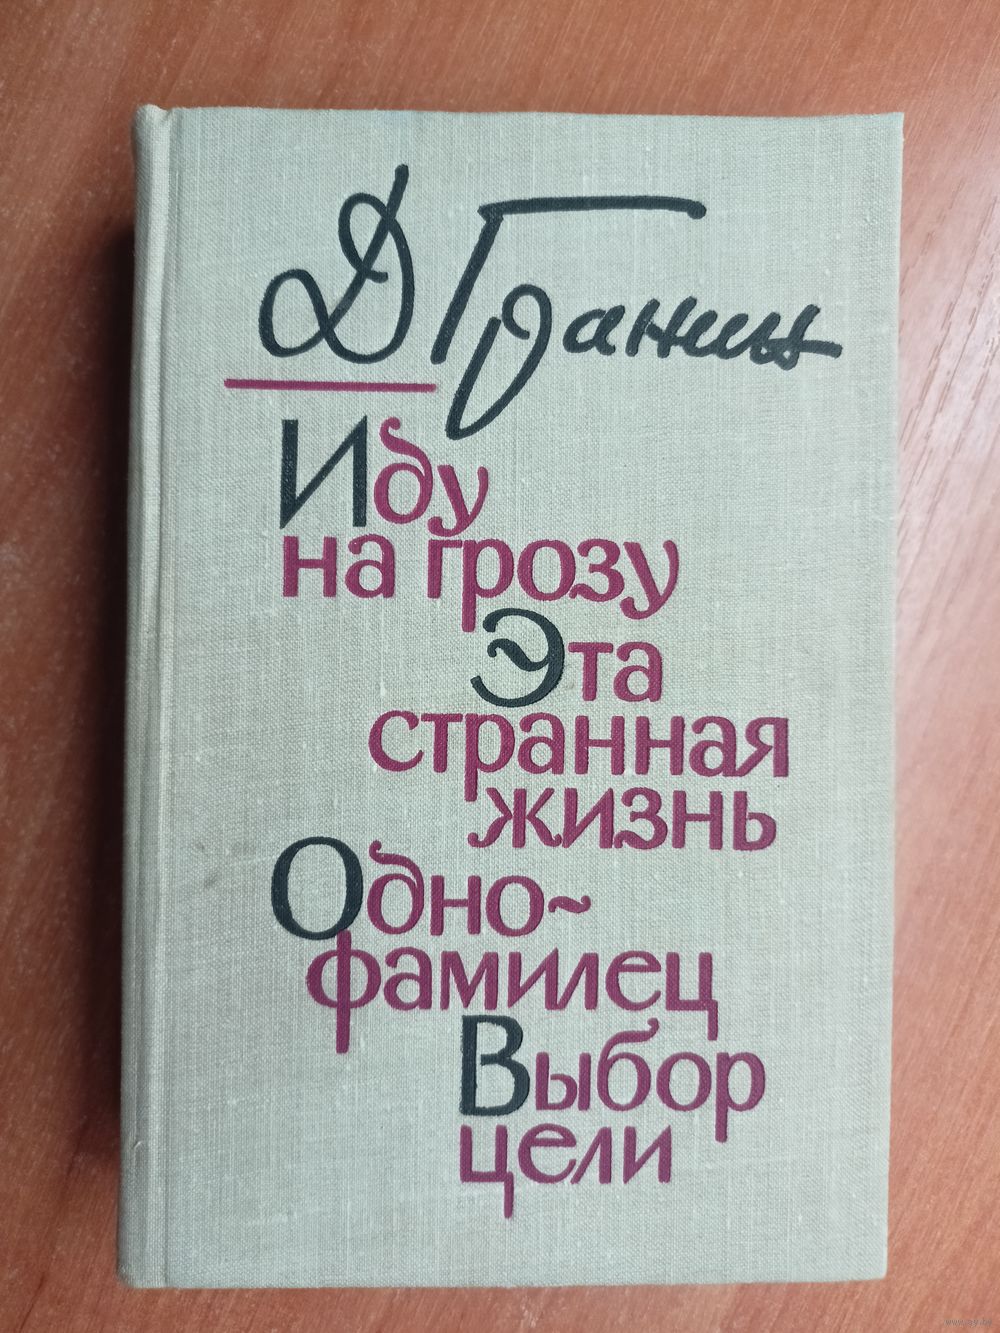 Д Гранин
Иду
на грозу
Эта
странная
жизнь
Одно-
фамилец
Выбор
цели